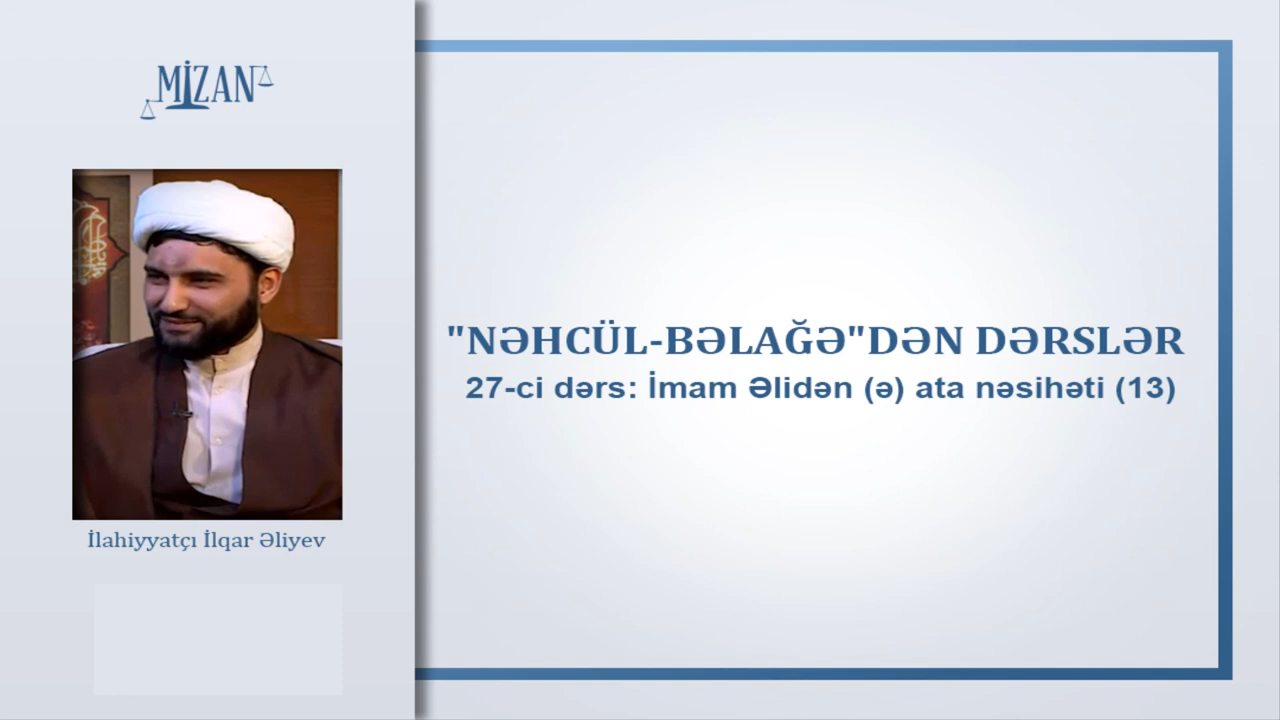 MİZAN
İlahiyyatçı İlqar Əliyev
"NƏHCÜL-BƏLAĞƏ"DƏN DƏRSLƏR
27-ci dərs: İmam Əlidən (ə) ata nəsihəti (13)